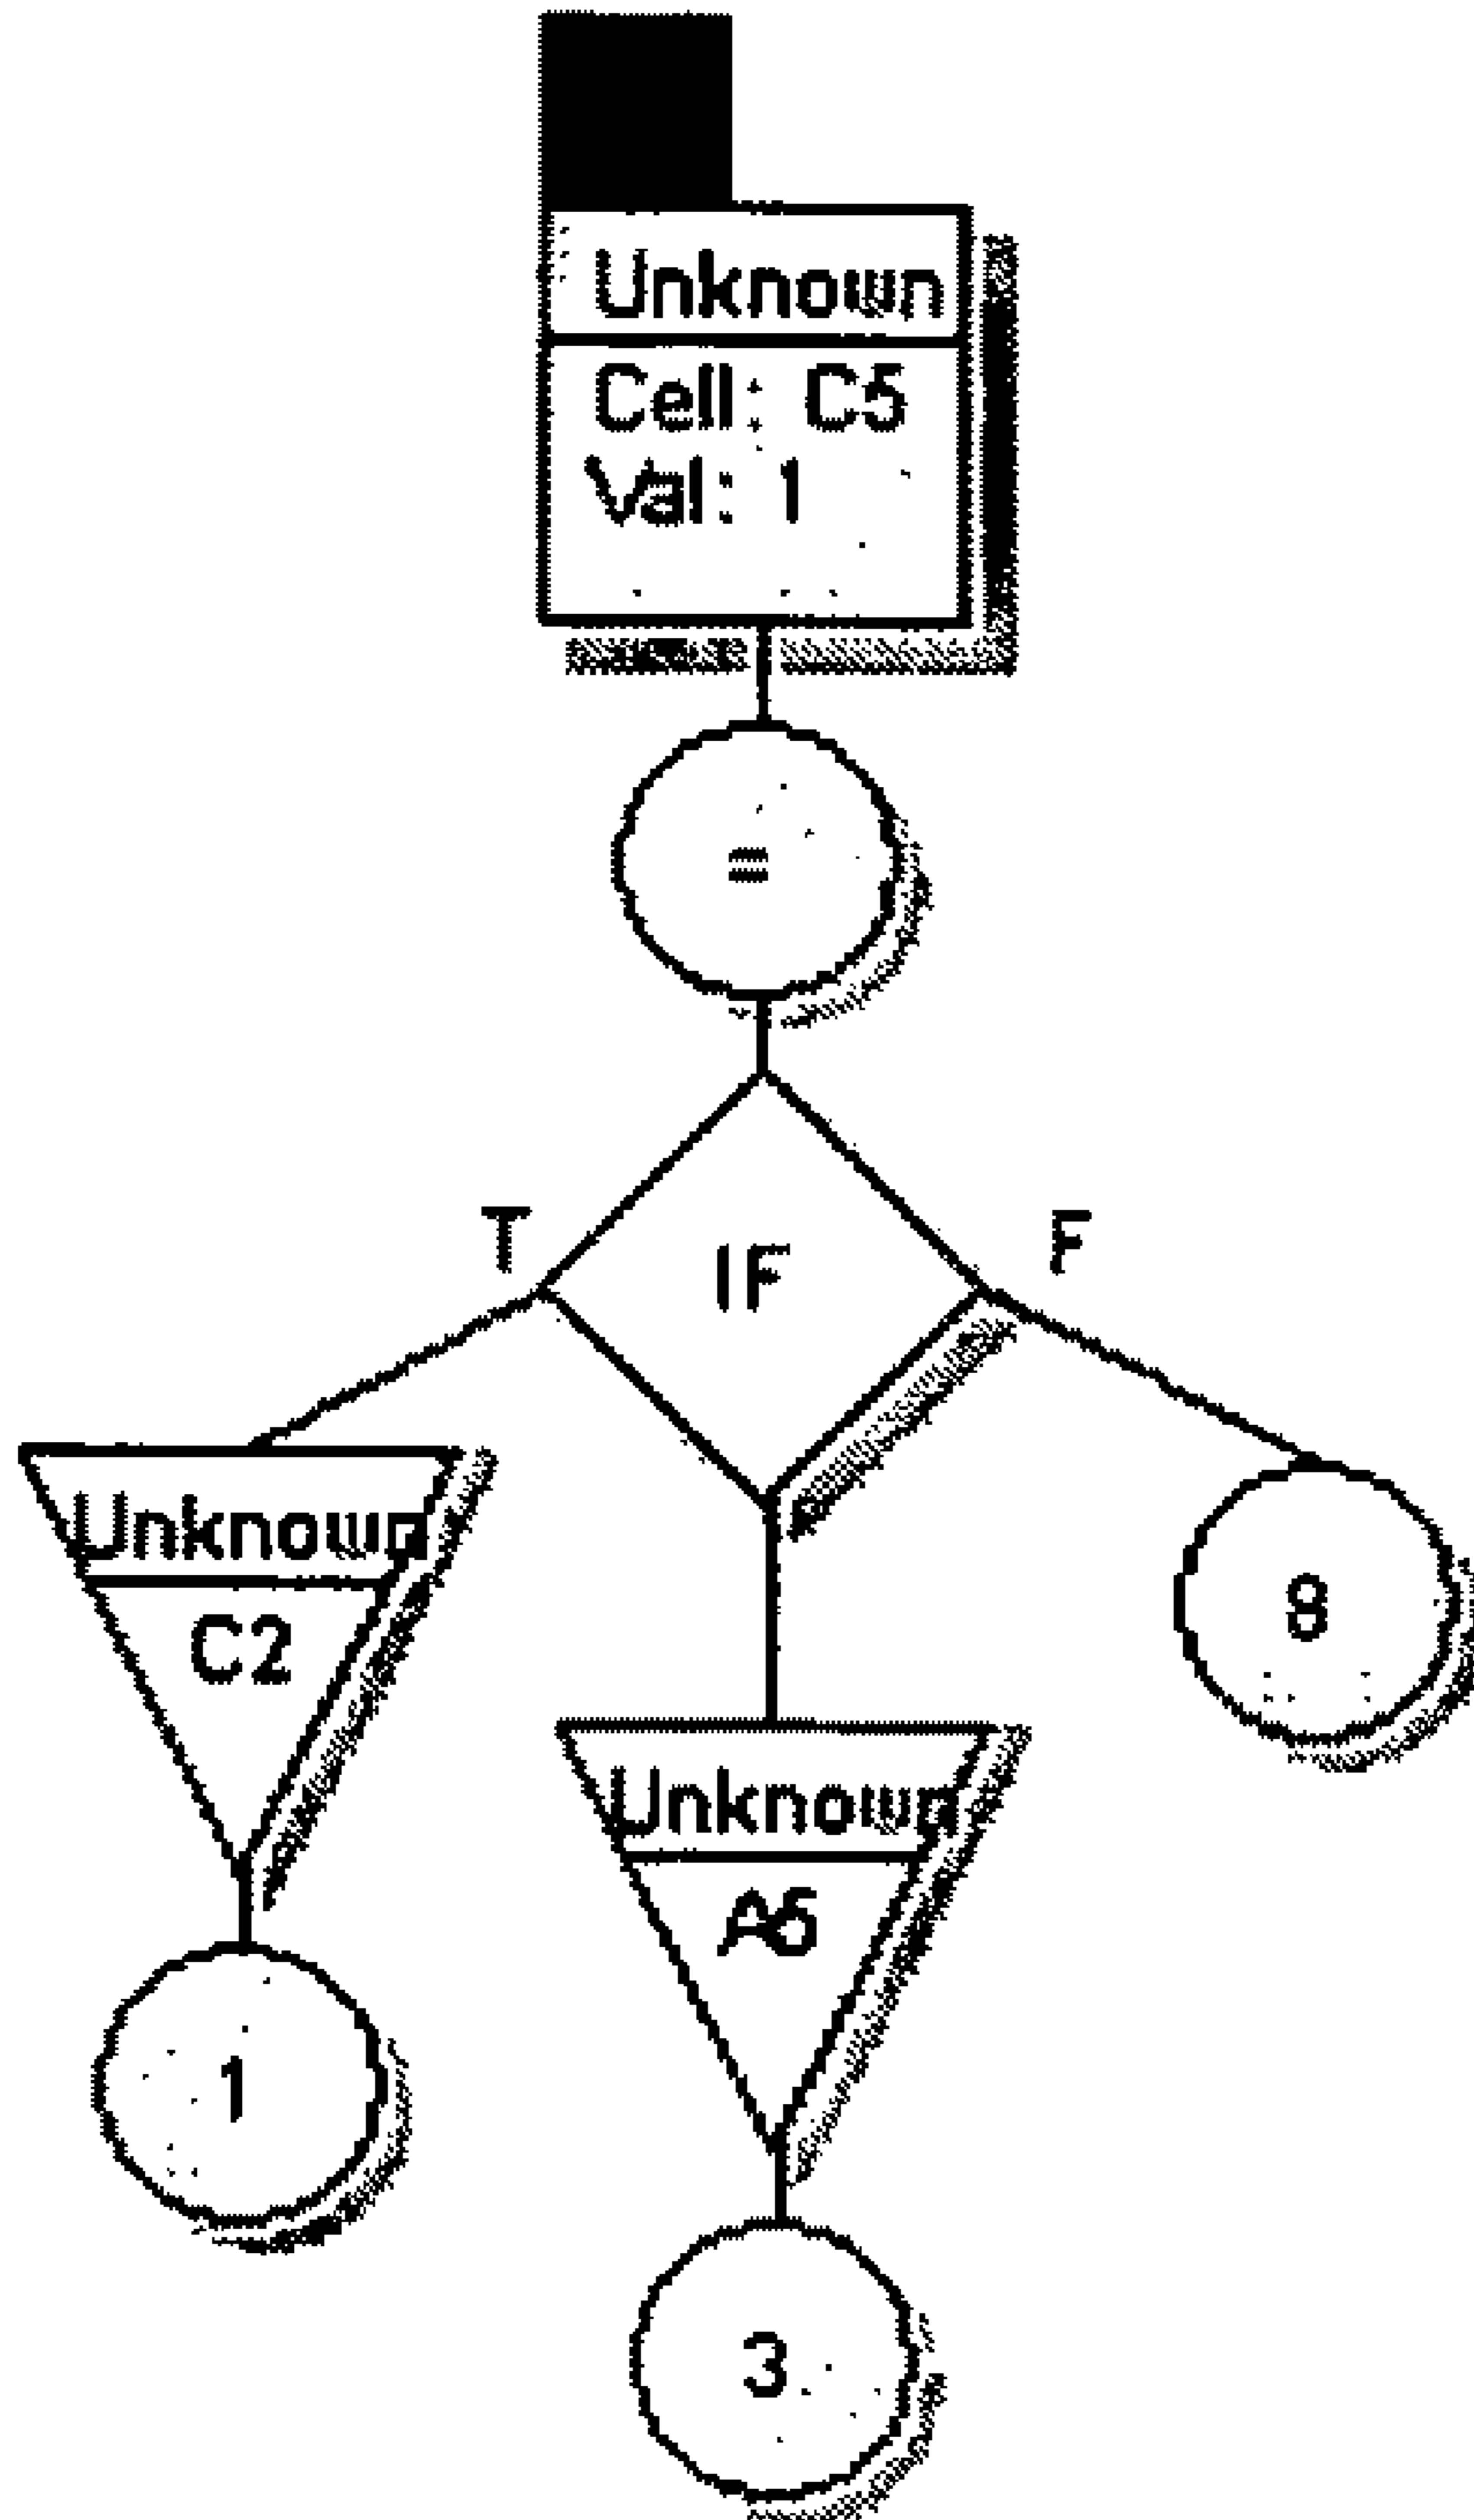 Unknown
Cell: C5
Val: 1
=
T
F
IF
Unknown
C2
8
Unknown
A6
1
3